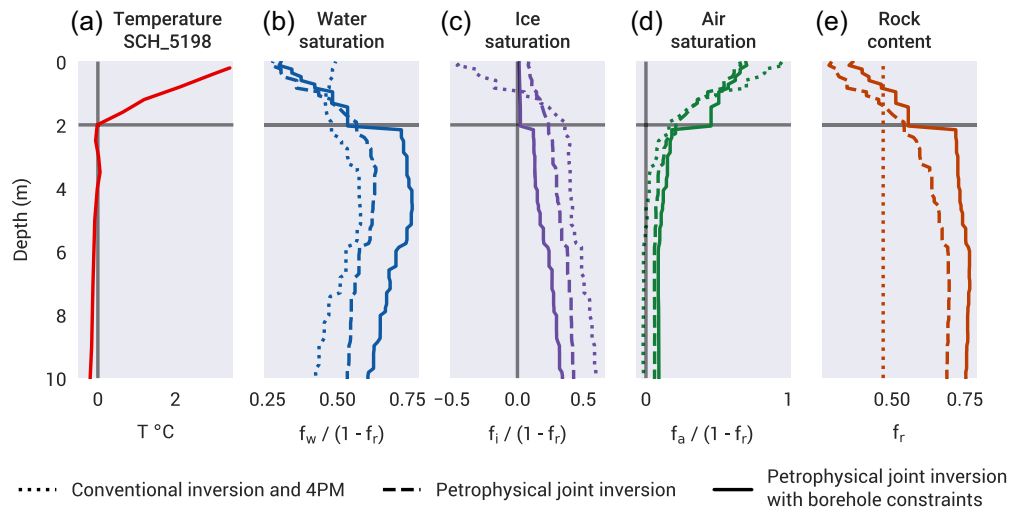 (a) Temperature SCH_5198
(b) Water saturation
(c) Ice saturation
(d) Air saturation
(e) Rock content
0
2
4
6
8
10
Depth (m)
0 2
0.25 0.50 0.75
−0.5 0.0 0.5
0 1
0.50 0.75
T °C
f_w / (1 - f_r)
f_i / (1 - f_r)
f_a / (1 - f_r)
f_r
Conventional inversion and 4PM
Petrophysical joint inversion
Petrophysical joint inversion
with borehole constraints